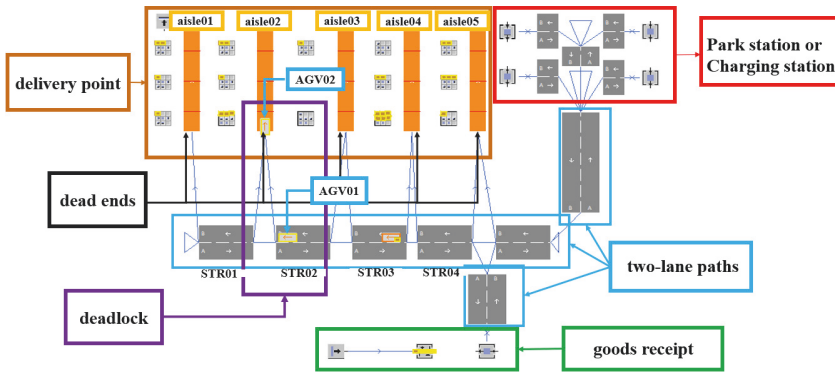 aisle01 aisle02 aisle03 aisle04 aisle05
Park station or
Charging station
delivery point
AGV02
dead ends
AGV01
STR01 STR02 STR03 STR04
two-lane paths
deadlock
goods receipt